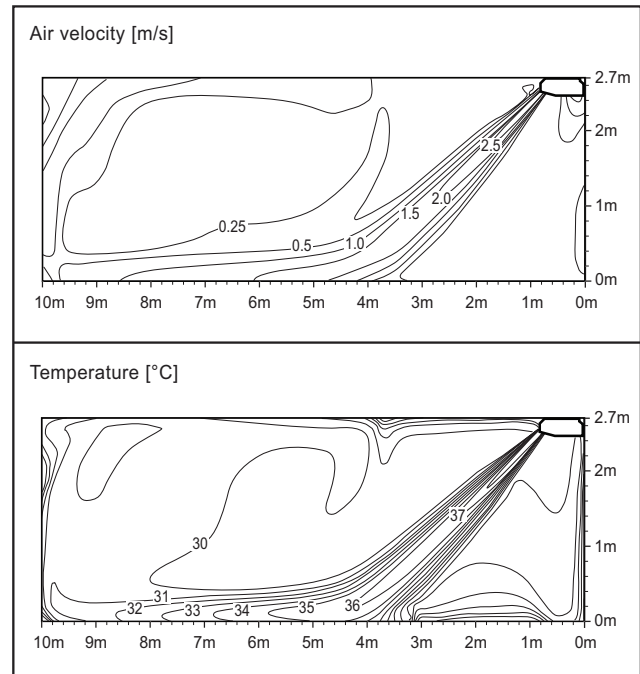 Air velocity [m/s]
2.7m
2m
2.5
2.0
1.5
1m
0.25
0.5
1.0
0m
10m 9m 8m 7m 6m 5m 4m 3m 2m 1m 0m
Temperature [°C]
2.7m
2m
37
30
1m
31
32 33 34 35 36
0m
10m 9m 8m 7m 6m 5m 4m 3m 2m 1m 0m